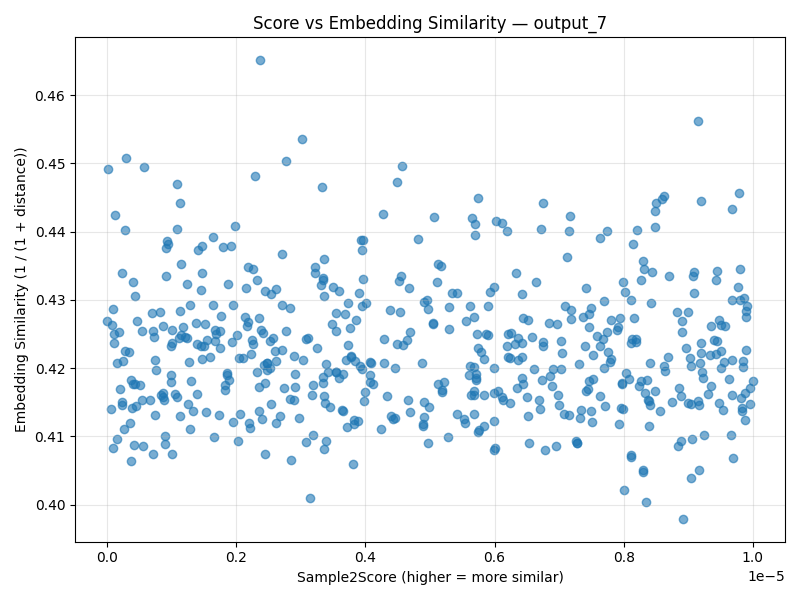 Score vs Embedding Similarity — output_7
Embedding Similarity (1 / (1 + distance))
0.46
0.45
0.44
0.43
0.42
0.41
0.40
0.0 0.2 0.4 0.6 0.8 1.0
1e−5
Sample2Score (higher = more similar)